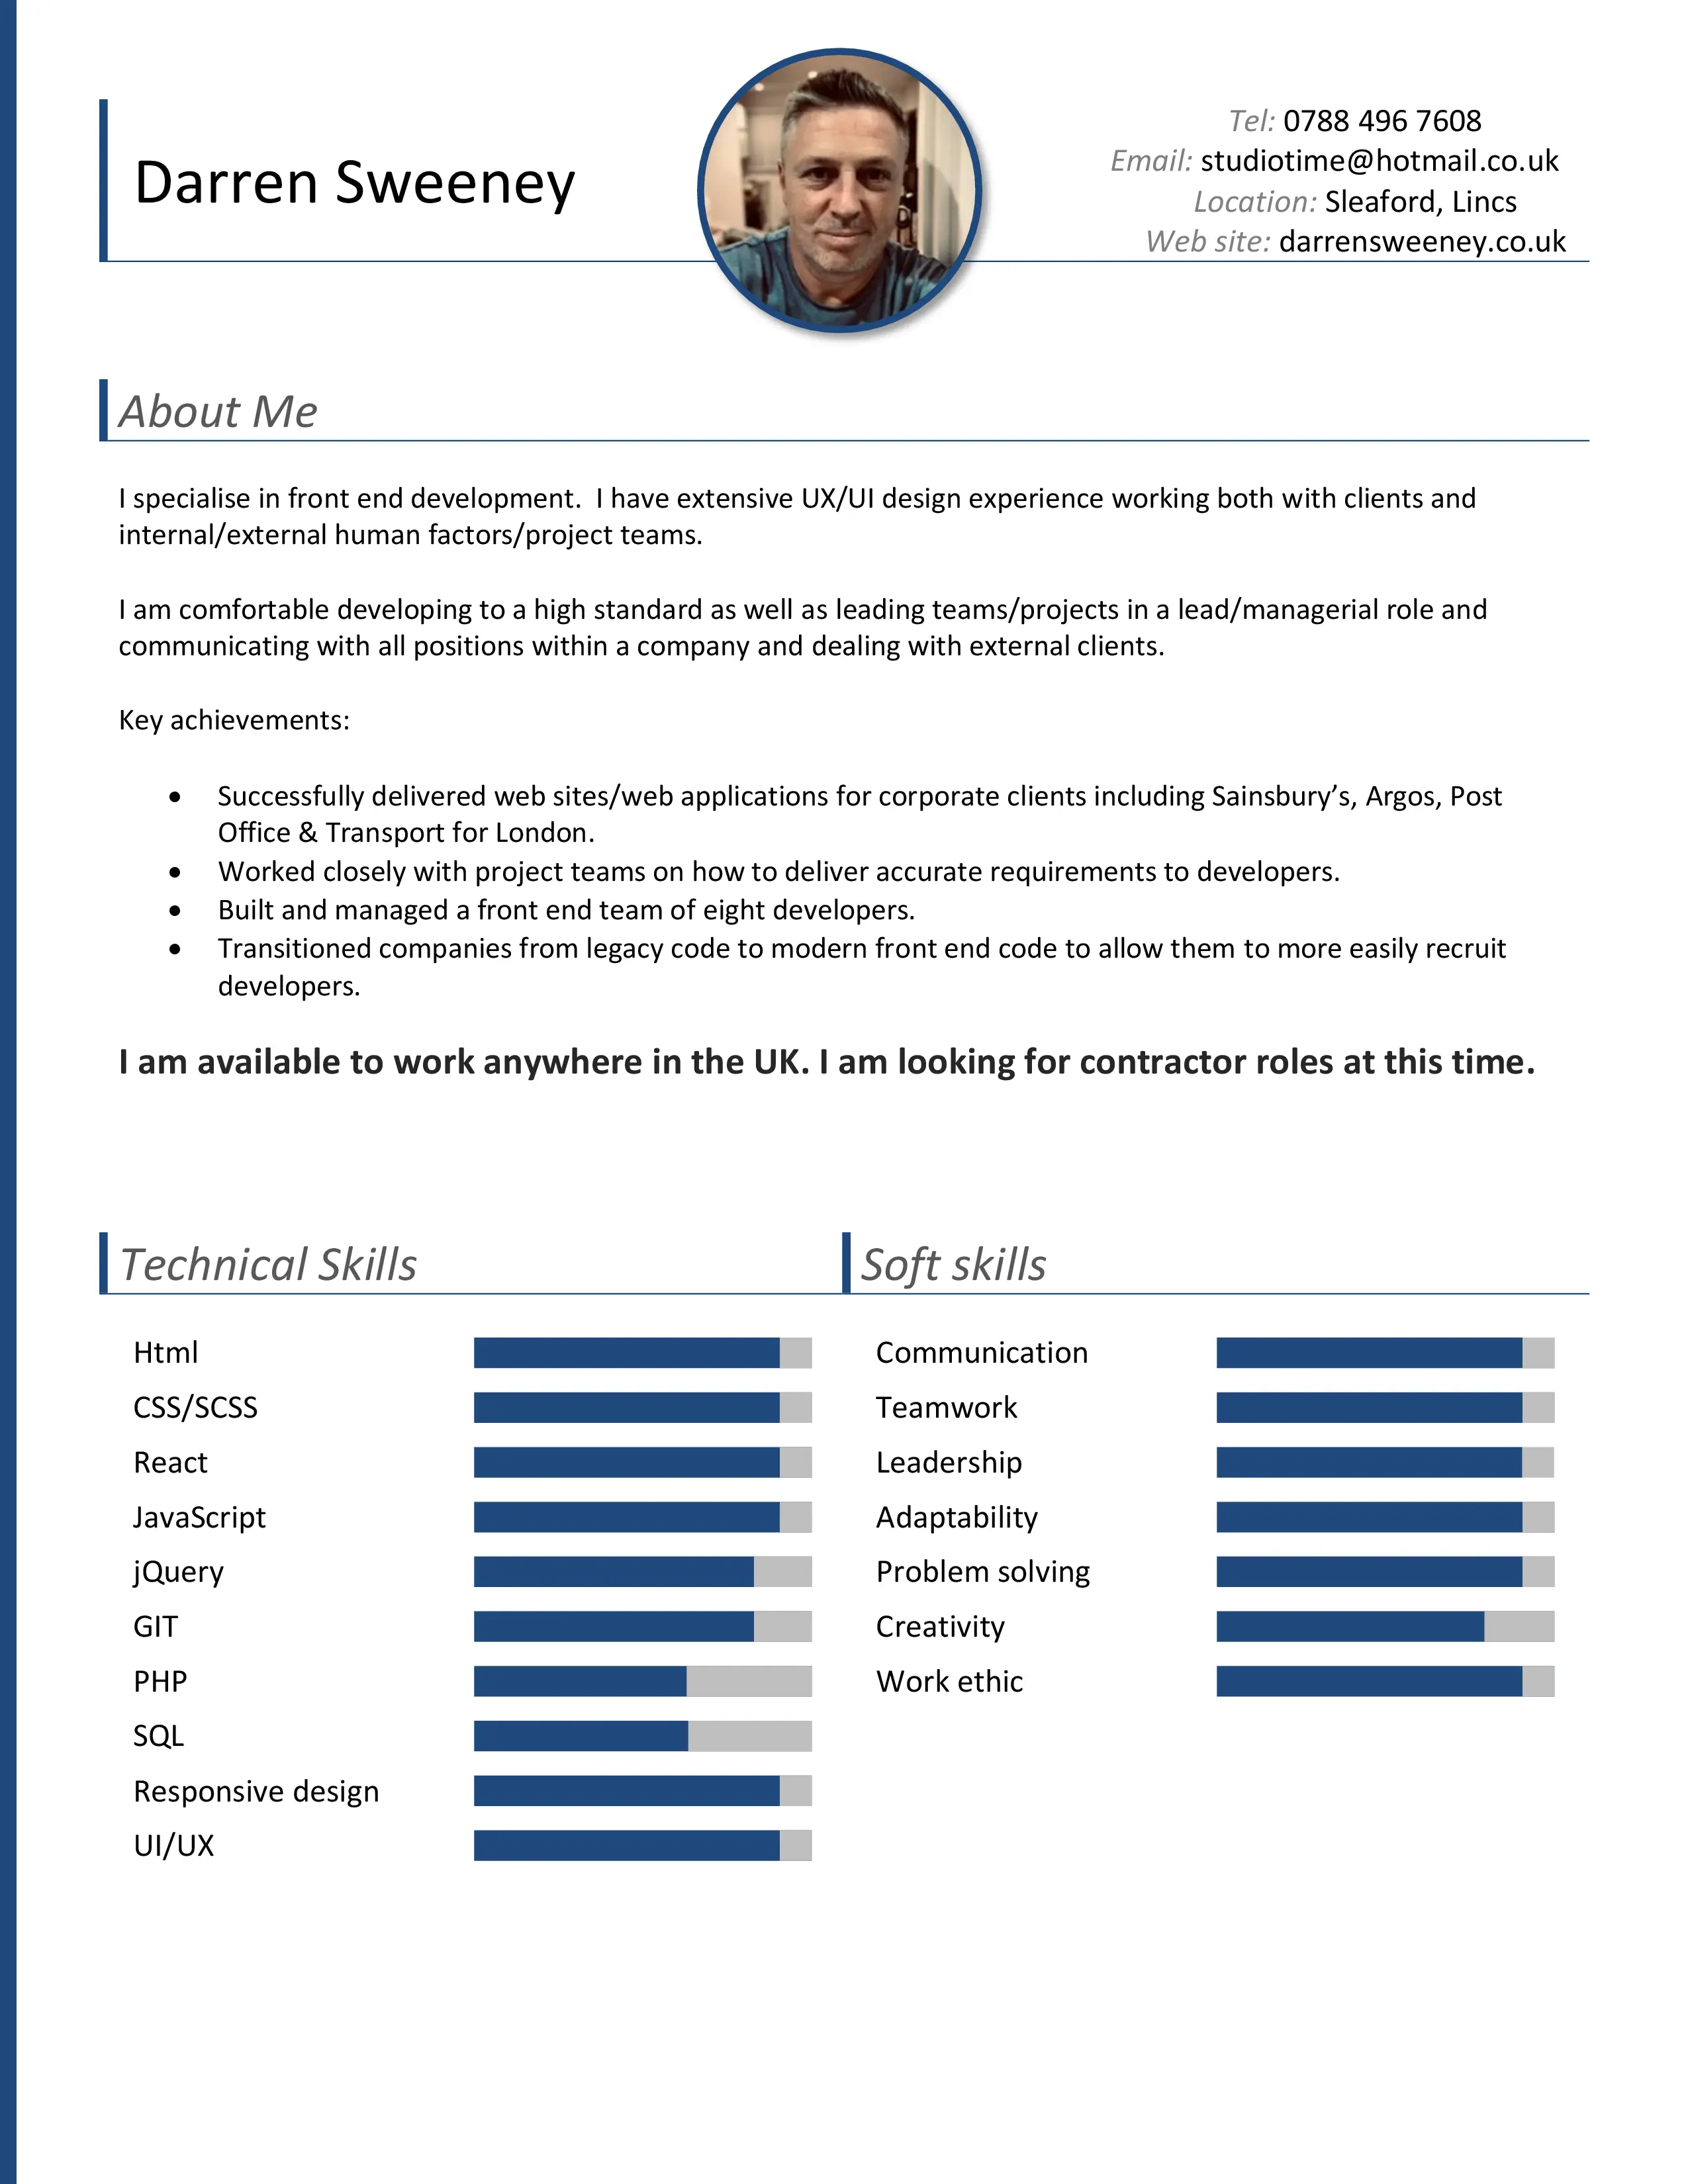 Darren Sweeney
Tel: 0788 496 7608
Email: studiotime@hotmail.co.uk
Location: Sleaford, Lincs
Web site: darrensweeney.co.uk
About Me
I specialise in front end development.  I have extensive UX/UI design experience working both with clients and
internal/external human factors/project teams.
I am comfortable developing to a high standard as well as leading teams/projects in a lead/managerial role and
communicating with all positions within a company and dealing with external clients.
Key achievements:
• Successfully delivered web sites/web applications for corporate clients including Sainsbury’s, Argos, Post
Office & Transport for London.
• Worked closely with project teams on how to deliver accurate requirements to developers.
• Built and managed a front end team of eight developers.
• Transitioned companies from legacy code to modern front end code to allow them to more easily recruit
developers.
I am available to work anywhere in the UK. I am looking for contractor roles at this time.
Technical Skills
Html
CSS/SCSS
React
JavaScript
jQuery
GIT
PHP
SQL
Responsive design
UI/UX
Soft skills
Communication
Teamwork
Leadership
Adaptability
Problem solving
Creativity
Work ethic